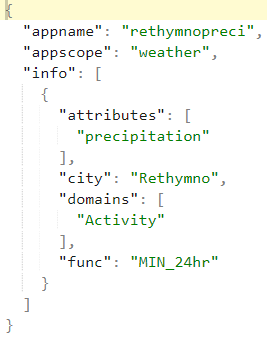 {
  "appname": "rethymnopreci",
  "appscope": "weather",
  "info": [
    {
      "attributes": [
        "precipitation"
      ],
      "city": "Rethymno",
      "domains": [
        "Activity"
      ],
      "func": "MIN_24hr"
    }
  ]
}